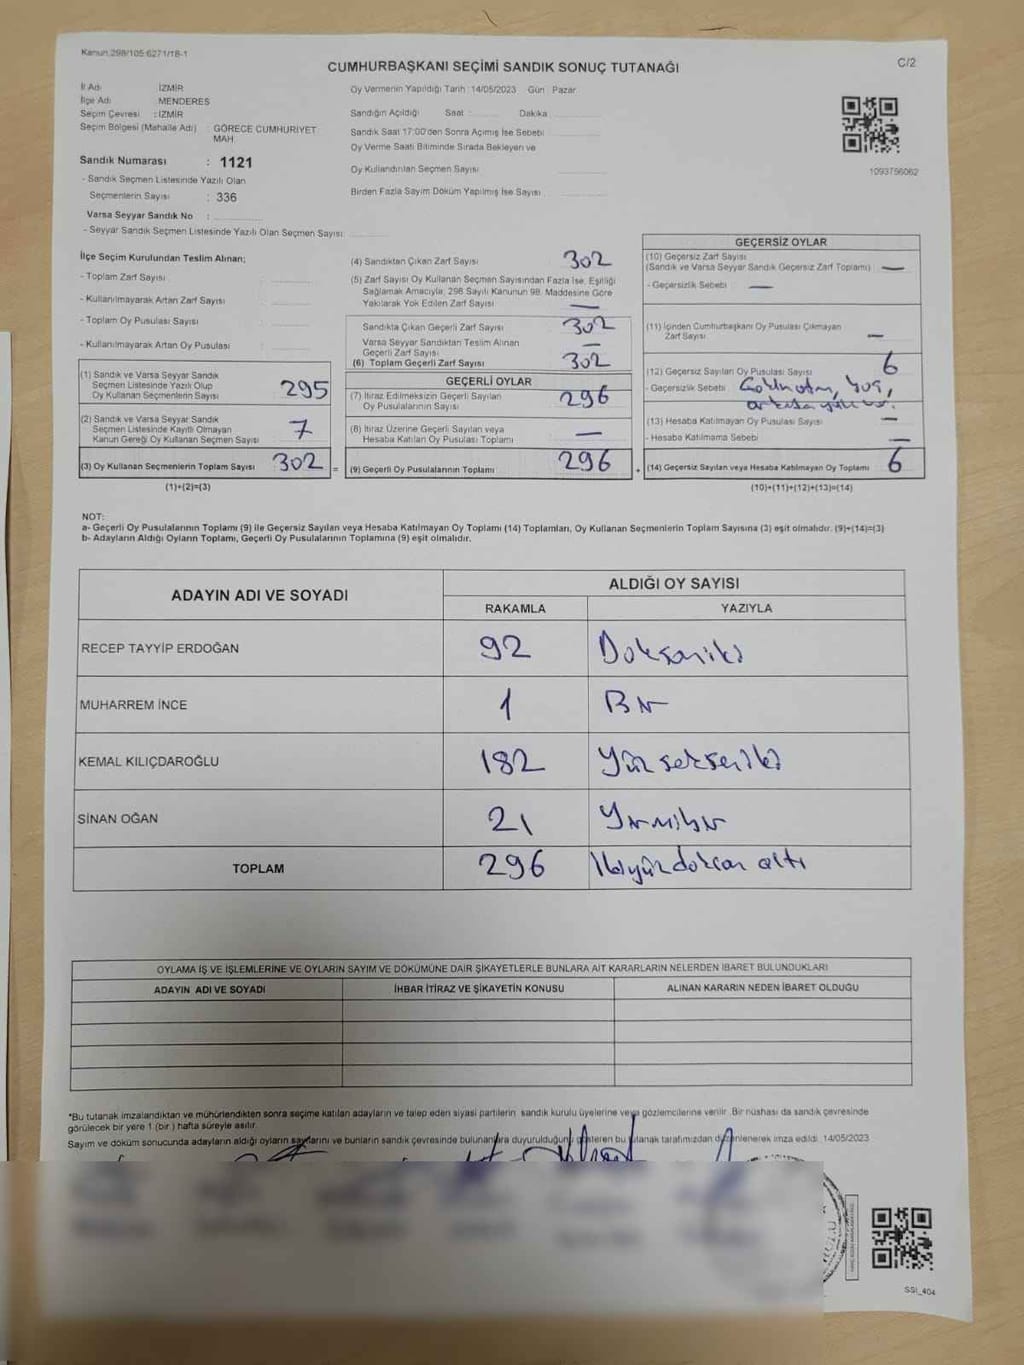 Kanun:298/105-6271/18-1
C/2
CUMHURBAŞKANI SEÇİMİ SANDIK SONUÇ TUTANAĞI
İl Adı : İZMİR
İlçe Adı : MENDERES
Seçim Çevresi : İZMİR
Seçim Bölgesi (Mahalle Adı) : GÖRECE CUMHURİYET MAH
Sandık Numarası : 1121
- Sandık Seçmen Listesinde Yazılı Olan
Seçmenlerin Sayısı : 336
Varsa Seyyar Sandık No :
- Seyyar Sandık Seçmen Listesinde Yazılı Olan Seçmen Sayısı:
Oy Vermenin Yapıldığı Tarih :14/05/2023 Gün : Pazar
Sandığın Açıldığı Saat : Dakika
Sandık Saat 17:00'den Sonra Açılmış İse Sebebi
Oy Verme Saati Bitiminde Sırada Bekleyen ve
Oy Kullandırılan Seçmen Sayısı
Birden Fazla Sayım Döküm Yapılmış İse Sayısı
1093756062
İlçe Seçim Kurulundan Teslim Alınan;
- Toplam Zarf Sayısı :
- Kullanılmayarak Artan Zarf Sayısı :
- Toplam Oy Pusulası Sayısı :
- Kullanılmayarak Artan Oy Pusulası :
(1) Sandık ve Varsa Seyyar Sandık
Seçmen Listesinde Yazılı Olup
Oy Kullanan Seçmenlerin Sayısı 295
(2) Sandık ve Varsa Seyyar Sandık
Seçmen Listesinde Kayıtlı Olmayan
Kanun Gereği Oy Kullanan Seçmen Sayısı 7
(3) Oy Kullanan Seçmenlerin Toplam Sayısı 302 =
(1)+(2)=(3)
(4) Sandıktan Çıkan Zarf Sayısı 302
(5) Zarf Sayısı Oy Kullanan Seçmen Sayısından Fazla İse, Eşitliği
Sağlamak Amacıyla, 298 Sayılı Kanunun 98. Maddesine Göre
Yakılarak Yok Edilen Zarf Sayısı —
Sandıkta Çıkan Geçerli Zarf Sayısı 302
Varsa Seyyar Sandıktan Teslim Alınan
Geçerli Zarf Sayısı —
(6) Toplam Geçerli Zarf Sayısı 302
GEÇERLİ OYLAR
(7) İtiraz Edilmeksizin Geçerli Sayılan
Oy Pusulalarının Sayısı 296
(8) İtiraz Üzerine Geçerli Sayılan veya
Hesaba Katılan Oy Pusulası Toplamı —
(9) Geçerli Oy Pusulalarının Toplamı 296 +
GEÇERSİZ OYLAR
(10) Geçersiz Zarf Sayısı
(Sandık ve Varsa Seyyar Sandık Geçersiz Zarf Toplamı) —
- Geçersizlik Sebebi —
(11) İçinden Cumhurbaşkanı Oy Pusulası Çıkmayan
Zarf Sayısı —
(12) Geçersiz Sayılan Oy Pusulası Sayısı 6
- Geçersizlik Sebebi
(13) Hesaba Katılmayan Oy Pusulası Sayısı —
- Hesaba Katılmama Sebebi —
(14) Geçersiz Sayılan veya Hesaba Katılmayan Oy Toplamı 6
(10)+(11)+(12)+(13)=(14)
NOT:
a- Geçerli Oy Pusulalarının Toplamı (9) ile Geçersiz Sayılan veya Hesaba Katılmayan Oy Toplamı (14) Toplamları, Oy Kullanan Seçmenlerin Toplam Sayısına (3) eşit olmalıdır. (9)+(14)=(3)
b- Adayların Aldığı Oyların Toplamı, Geçerli Oy Pusulalarının Toplamına (9) eşit olmalıdır.
ADAYIN ADI VE SOYADI ALDIĞI OY SAYISI
RAKAMLA YAZIYLA
RECEP TAYYİP ERDOĞAN 92 Doksaniki
MUHARREM İNCE 1 Bir
KEMAL KILIÇDAROĞLU 182 Yüz sekseniki
SİNAN OĞAN 21 Yirmibir
TOPLAM 296 İkiyüzdoksan altı
OYLAMA İŞ VE İŞLEMLERİNE VE OYLARIN SAYIM VE DÖKÜMÜNE DAİR ŞİKAYETLERLE BUNLARA AİT KARARLARIN NELERDEN İBARET BULUNDUKLARI
ADAYIN ADI VE SOYADI İHBAR İTİRAZ VE ŞİKAYETİN KONUSU ALINAN KARARIN NEDEN İBARET OLDUĞU
*Bu tutanak imzalandıktan ve mühürlendikten sonra seçime katılan adayların ve talep eden siyasi partilerin sandık kurulu üyelerine veya gözlemcilerine verilir. Bir nüshası da sandık çevresinde
görülecek bir yere 1 (bir) hafta süreyle asılır.
Sayım ve döküm sonucunda adayların aldığı oyların sayılarını ve bunların sandık çevresinde bulunanlara duyurulduğunu gösteren bu tutanak tarafımızdan düzenlenerek imza edildi. 14/05/2023
SSI_404